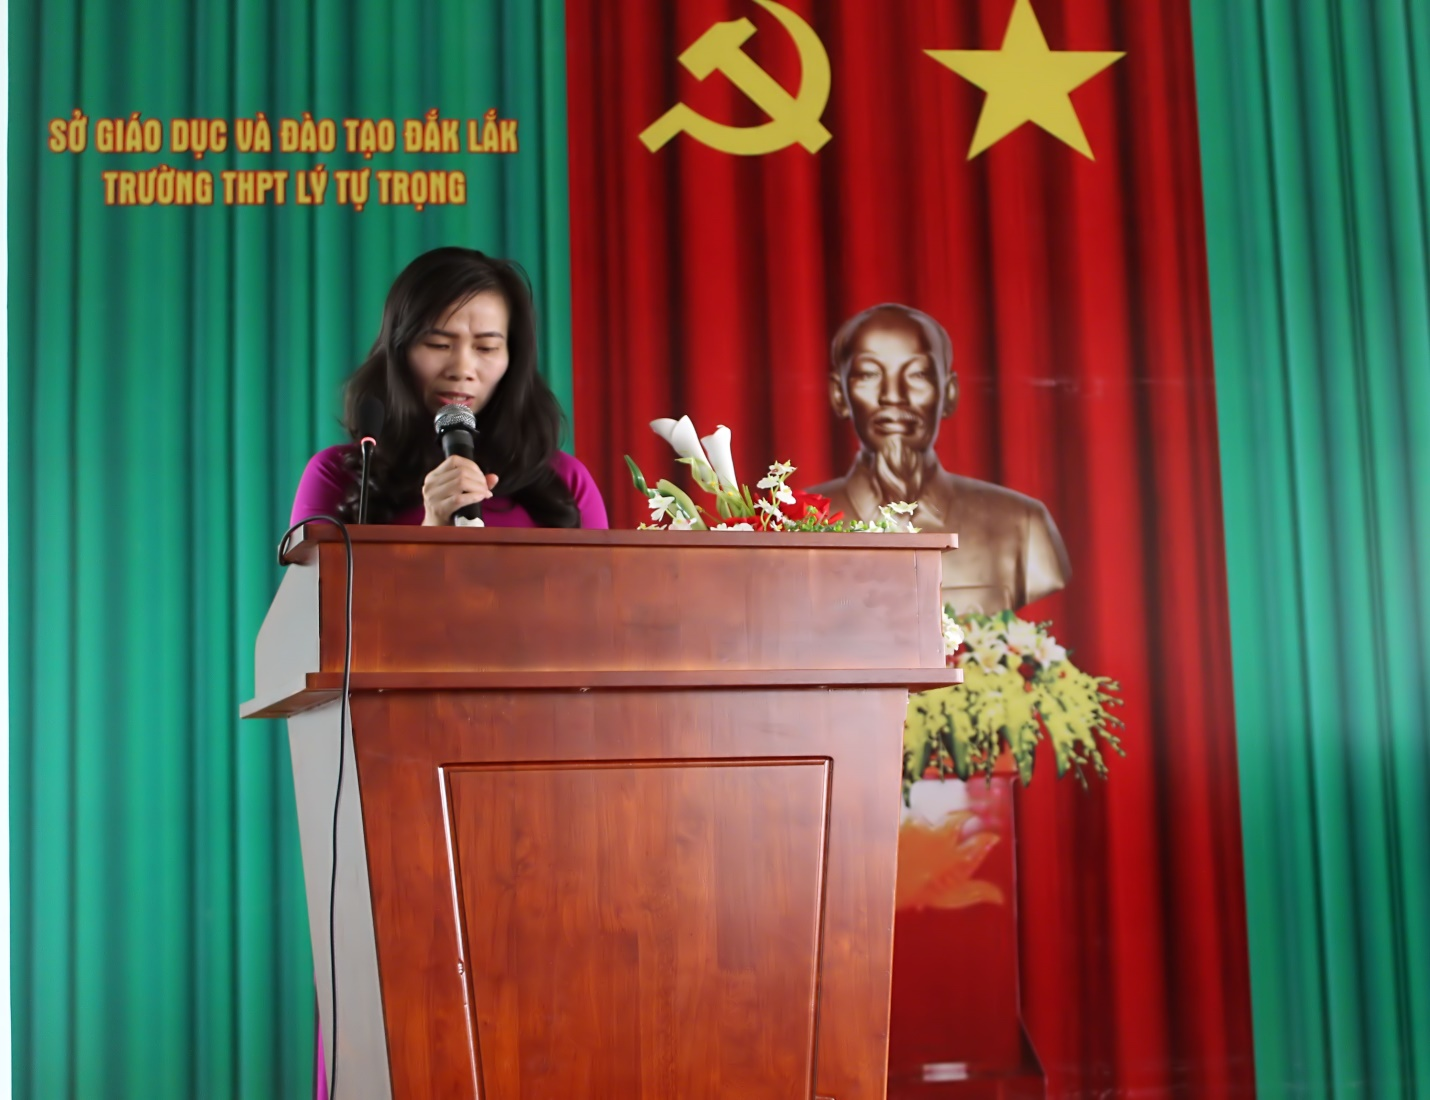 SỞ GIÁO DỤC VÀ ĐÀO TẠO ĐẮK LẮK
TRƯỜNG THPT LÝ TỰ TRỌNG